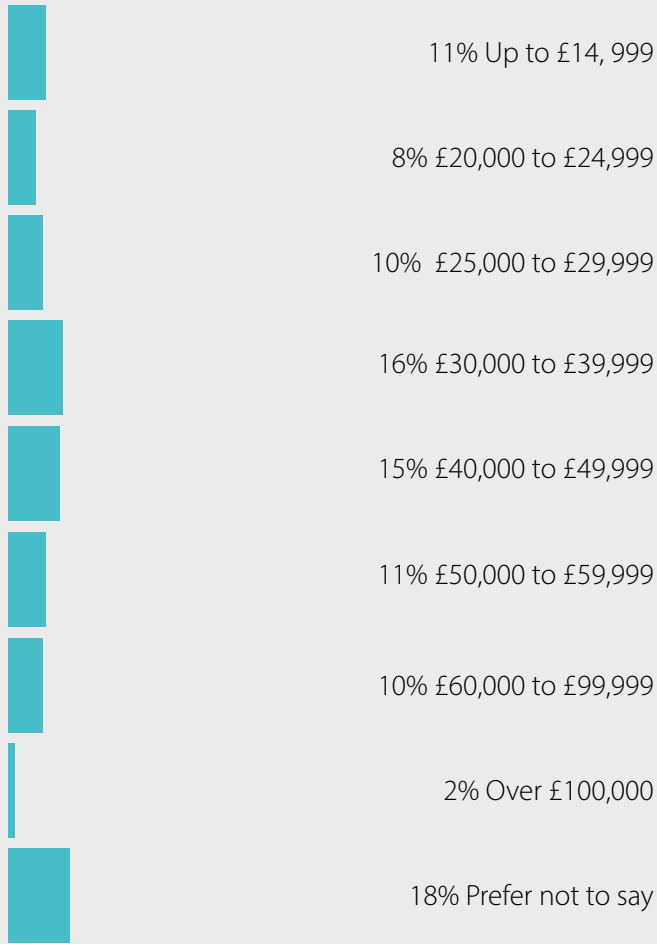 11% Up to £14, 999
8% £20,000 to £24,999
10%  £25,000 to £29,999
16% £30,000 to £39,999
15% £40,000 to £49,999
11% £50,000 to £59,999
10% £60,000 to £99,999
2% Over £100,000
18% Prefer not to say